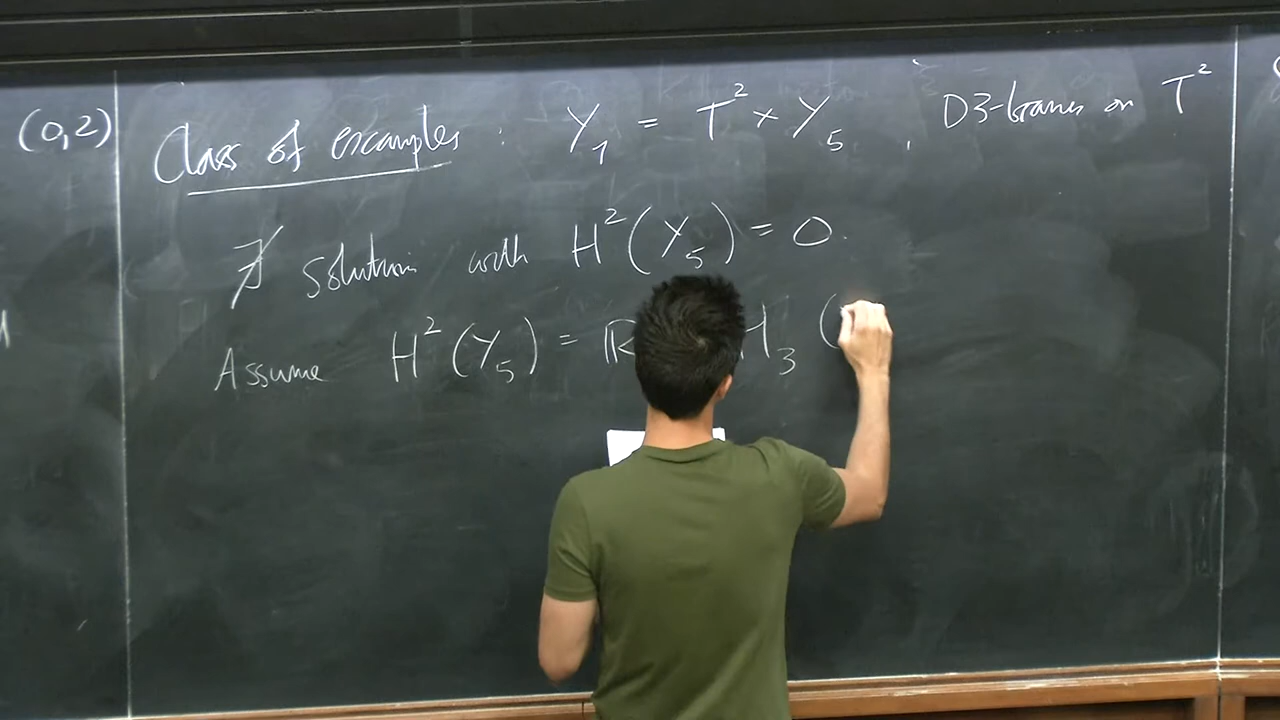 (0,2)
Class of examples : Y₇ = T² × Y₅ , D3-branes on T²
∄ solution with H²(Y₅) = 0.
Assume H²(Y₅) = ℝ H₃ (